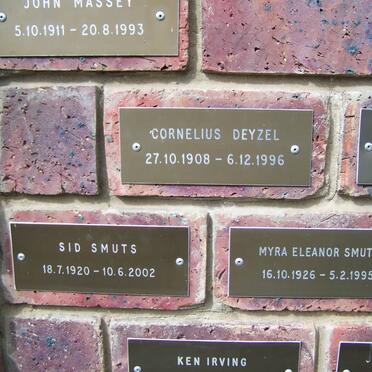 JOHN MASSEY
5.10.1911 - 20.8.1993
CORNELIUS DEYZEL
27.10.1908 - 6.12.1996
SID SMUTS
18.7.1920 - 10.6.2002
MYRA ELEANOR SMUT
16.10.1926 - 5.2.1995
KEN IRVING